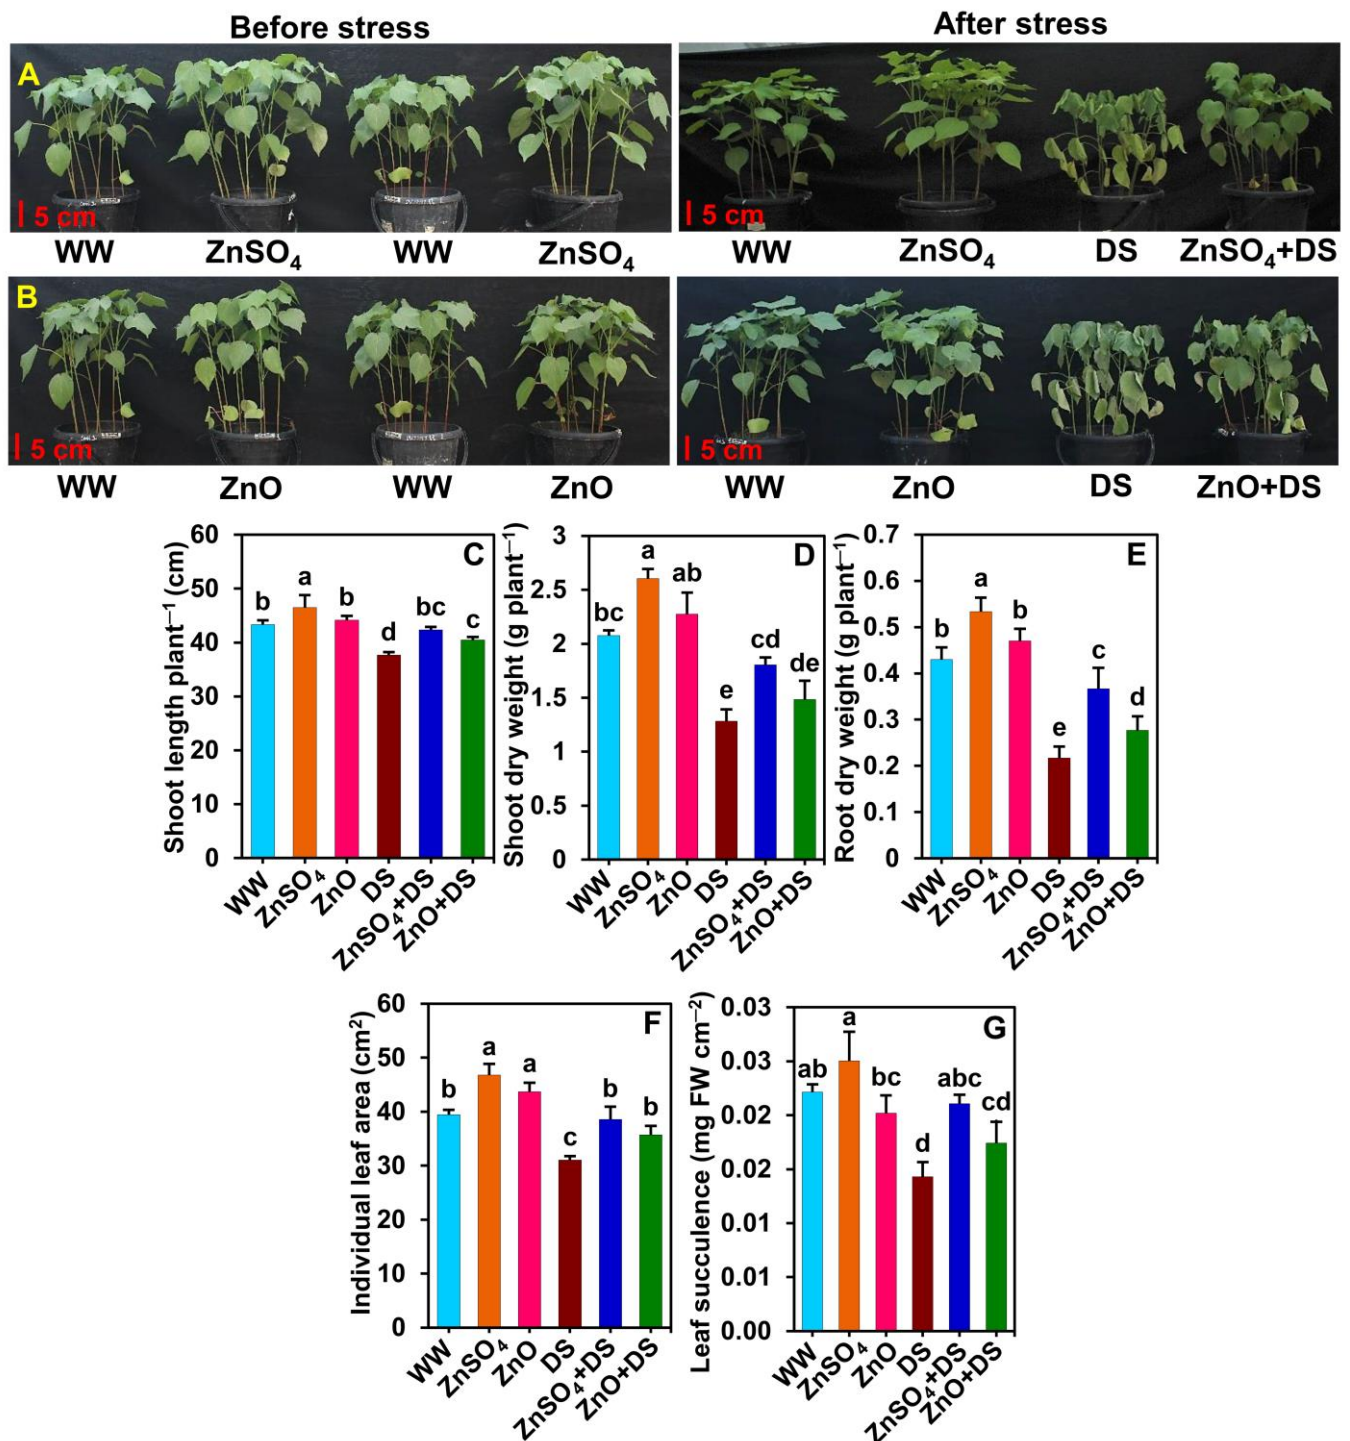 Before stress After stress
A
5 cm 5 cm
WW ZnSO₄ WW ZnSO₄ WW ZnSO₄ DS ZnSO₄+DS
B
5 cm 5 cm
WW ZnO WW ZnO WW ZnO DS ZnO+DS
C
Shoot length plant⁻¹ (cm)
60
50
40
30
20
10
0
b a b d bc c
WW ZnSO₄ ZnO DS ZnSO₄+DS ZnO+DS
D
Shoot dry weight (g plant⁻¹)
3
2.5
2
1.5
1
0.5
0
bc a ab e cd de
WW ZnSO₄ ZnO DS ZnSO₄+DS ZnO+DS
E
Root dry weight (g plant⁻¹)
0.7
0.6
0.5
0.4
0.3
0.2
0.1
0
b a b e c d
WW ZnSO₄ ZnO DS ZnSO₄+DS ZnO+DS
F
Individual leaf area (cm²)
60
50
40
30
20
10
0
b a a c b b
WW ZnSO₄ ZnO DS ZnSO₄+DS ZnO+DS
G
Leaf succulence (mg FW cm⁻²)
0.03
0.03
0.02
0.02
0.01
0.01
0.00
ab a bc d abc cd
WW ZnSO₄ ZnO DS ZnSO₄+DS ZnO+DS